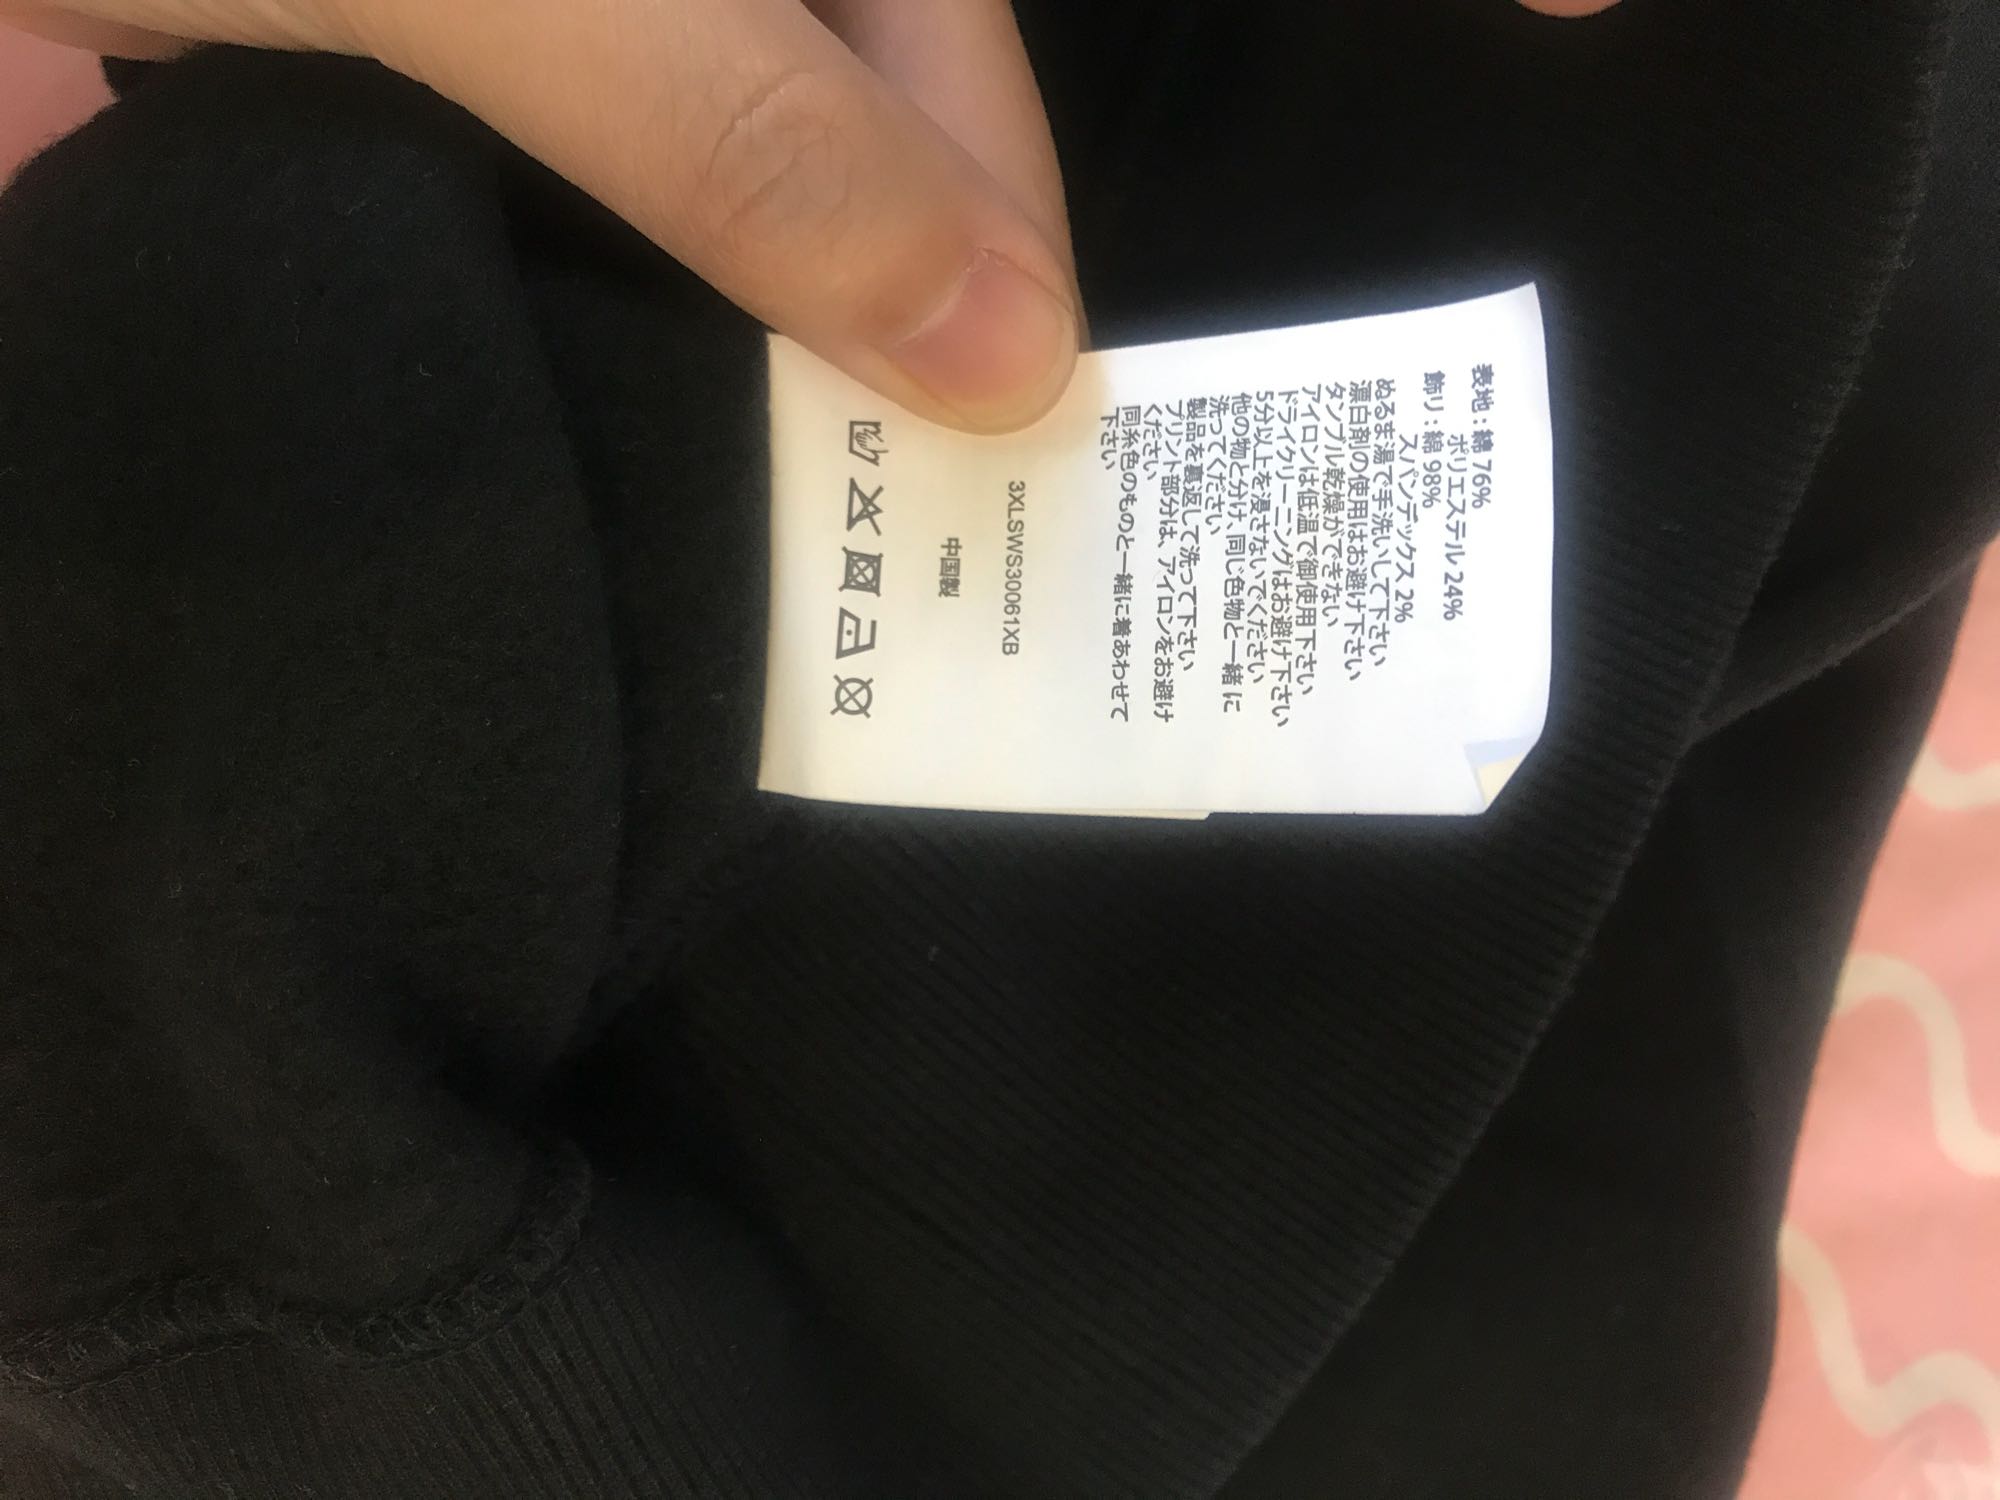 表地：綿 76%
ポリエステル 24%
飾り：綿 98%
スパンデックス 2%
ぬるま湯で手洗いして下さい
漂白剤の使用はお避け下さい
タンブル乾燥ができない
アイロンは低温で御使用下さい
ドライクリーニングはお避け下さい
5分以上を浸さないでください
他の物と分け、同じ色物と一緒 に
洗ってください
製品を裏返して洗って下さい
プリント部分は、アイロンをお避け
ください
同系色のものと一緒に着あわせて
下さい
3XLSWS30061XB
中国製